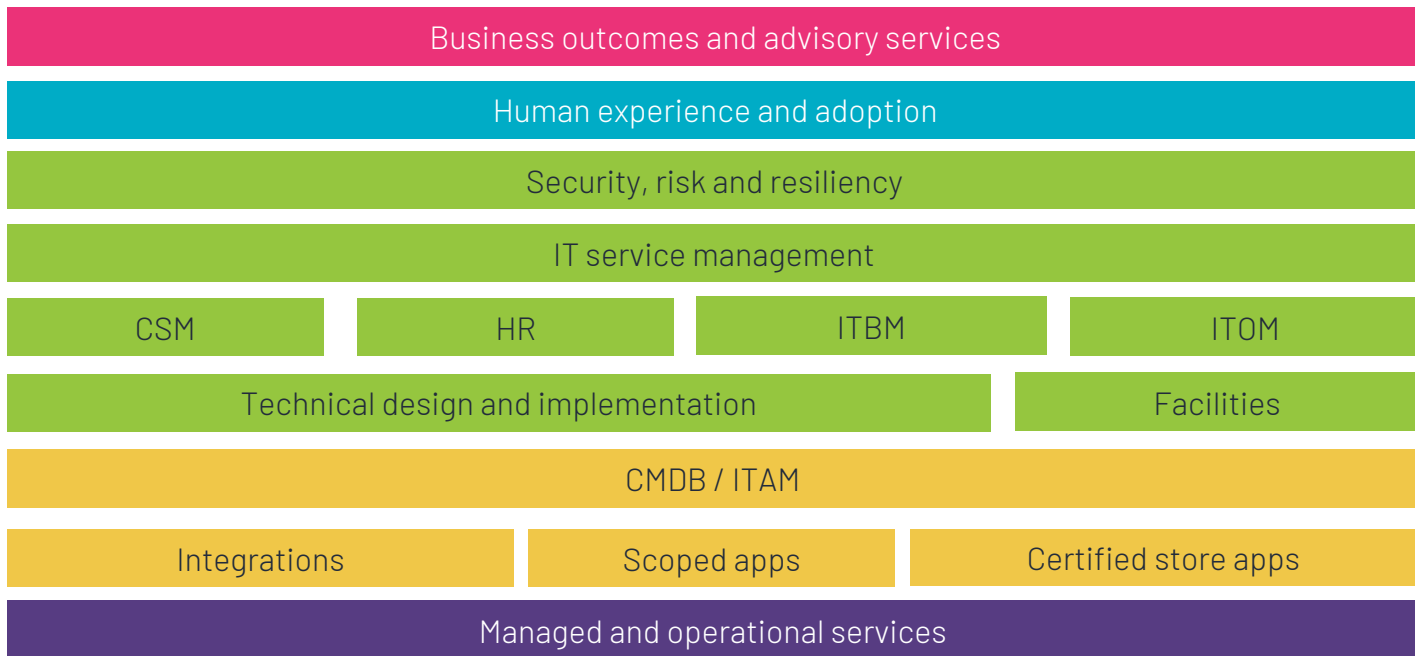 Business outcomes and advisory services
Human experience and adoption
Security, risk and resiliency
IT service management
CSM
HR
ITBM
ITOM
Technical design and implementation
Facilities
CMDB / ITAM
Integrations
Scoped apps
Certified store apps
Managed and operational services